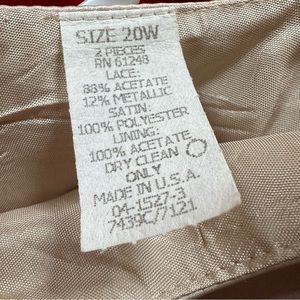 SIZE 20W
2 PIECES
RN 61248
LACE:
88% ACETATE
12% METALLIC
SATIN:
100% POLYESTER
LINING:
100% ACETATE
DRY CLEAN
ONLY
MADE IN U.S.A.
04-1527-3
7439C/7121